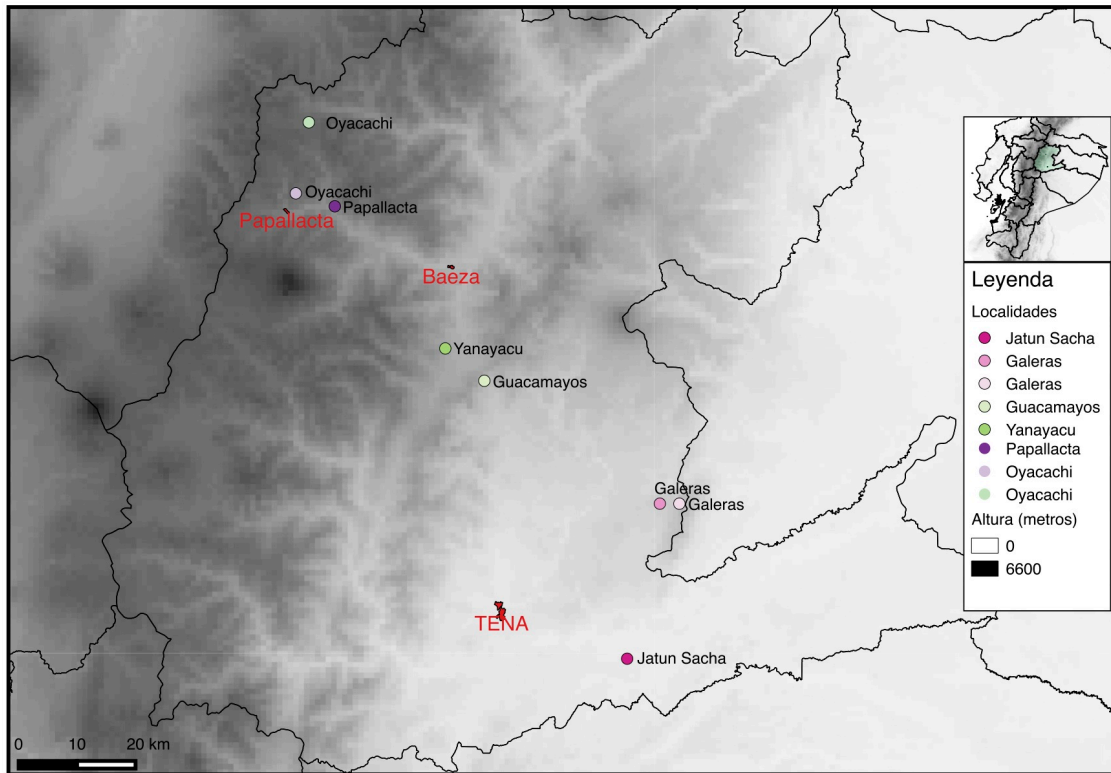 Oyacachi
Oyacachi
Papallacta
Papallacta
Baeza
Yanayacu
Guacamayos
Galeras
Galeras
TENA
Jatun Sacha
0 10 20 km
Leyenda
Localidades
Jatun Sacha
Galeras
Galeras
Guacamayos
Yanayacu
Papallacta
Oyacachi
Oyacachi
Altura (metros)
0
6600